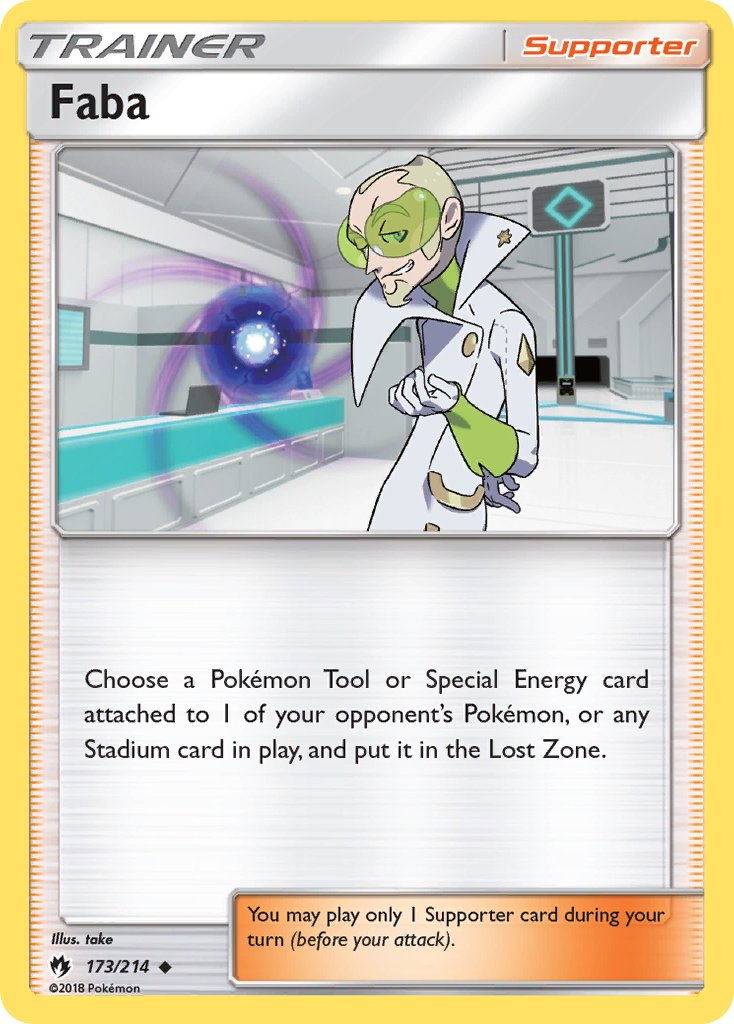 TRAINER
Supporter
Faba
Choose a Pokémon Tool or Special Energy card
attached to 1 of your opponent's Pokémon, or any
Stadium card in play, and put it in the Lost Zone.
You may play only 1 Supporter card during your
turn (before your attack).
Illus. take
173/214
©2018 Pokémon